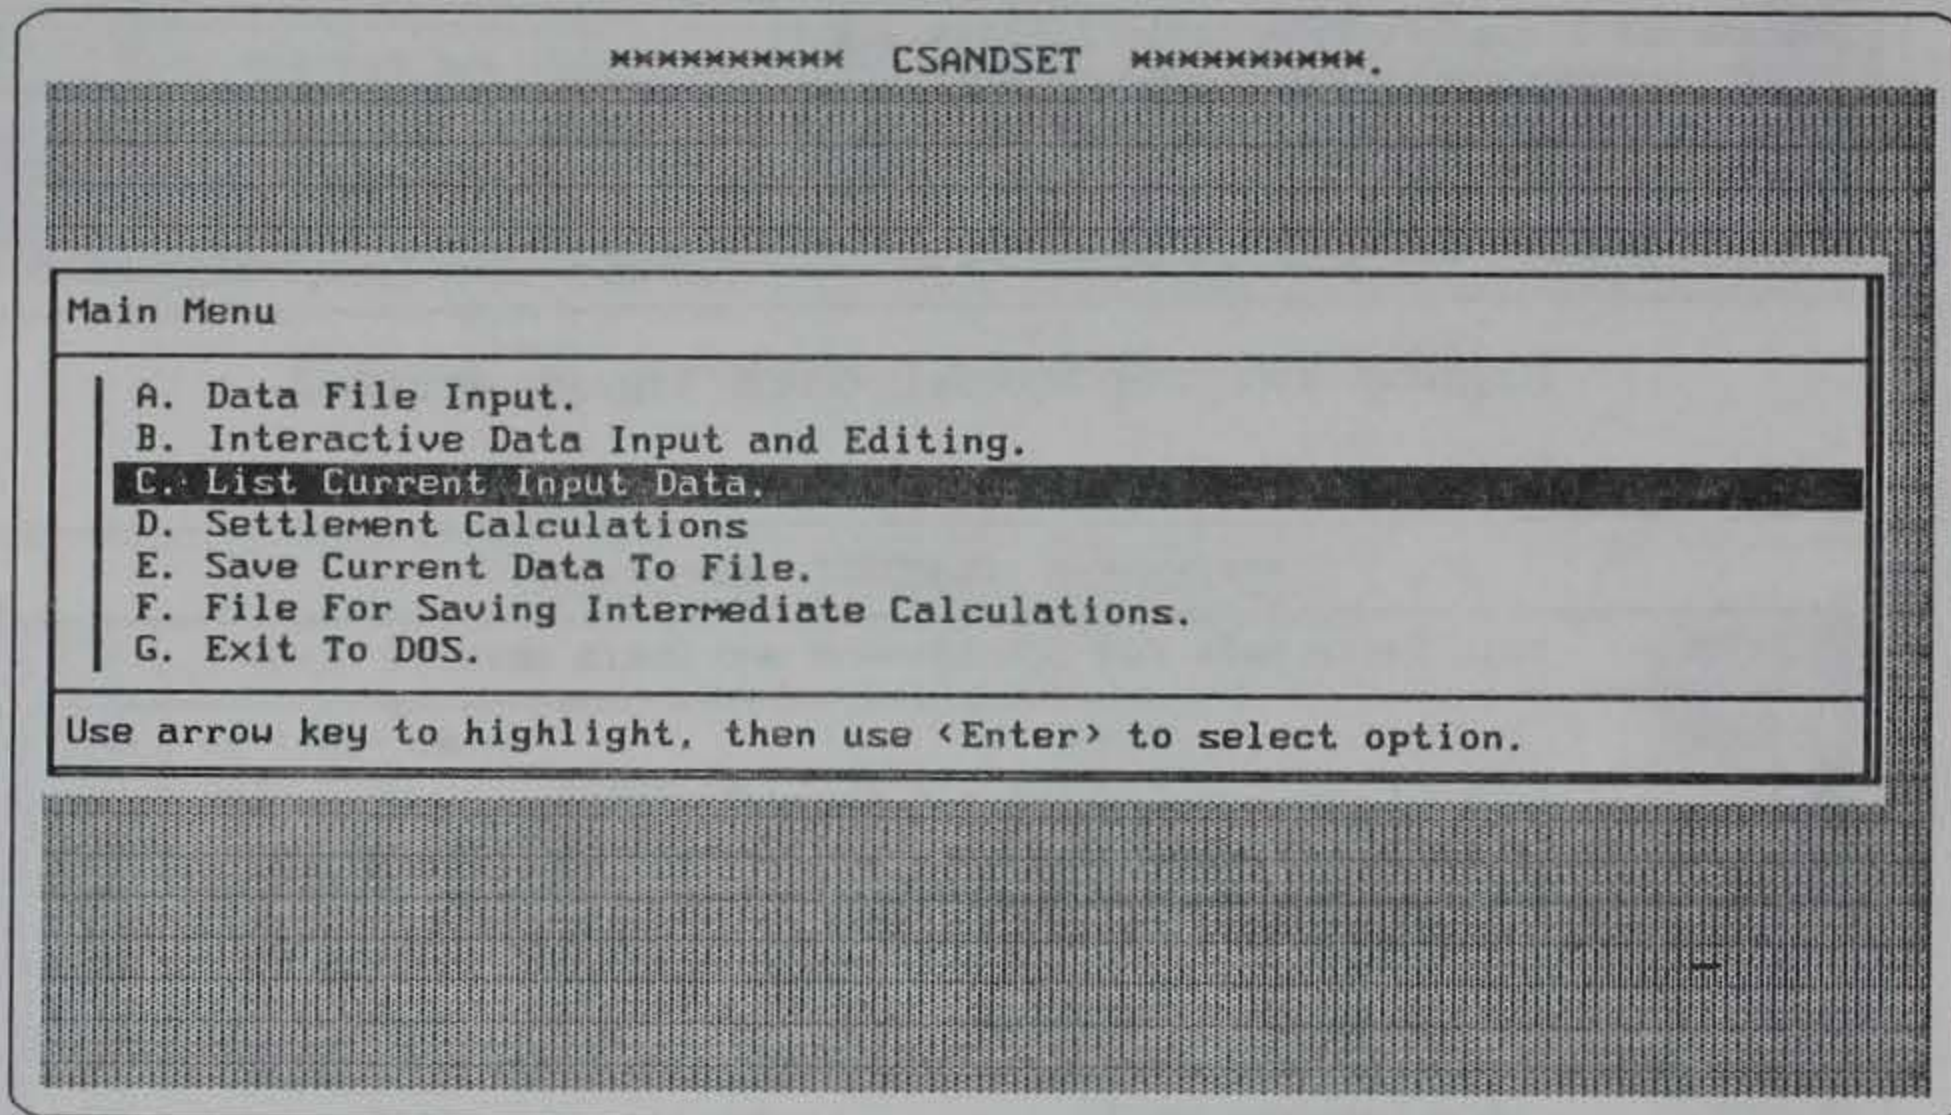 ********** CSANDSET **********.
Main Menu
A. Data File Input.
B. Interactive Data Input and Editing.
C. List Current Input Data.
D. Settlement Calculations
E. Save Current Data To File.
F. File For Saving Intermediate Calculations.
G. Exit To DOS.
Use arrow key to highlight, then use <Enter> to select option.